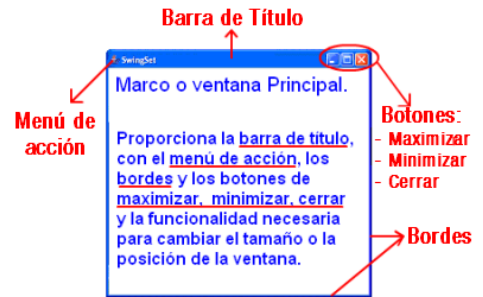 Barra de Título
SwingSet
Marco o ventana Principal.
Menú de
acción
Botones:
- Maximizar
- Minimizar
- Cerrar
Proporciona la barra de título,
con el menú de acción, los
bordes y los botones de
maximizar, minimizar, cerrar
y la funcionalidad necesaria
para cambiar el tamaño o la
posición de la ventana.
Bordes